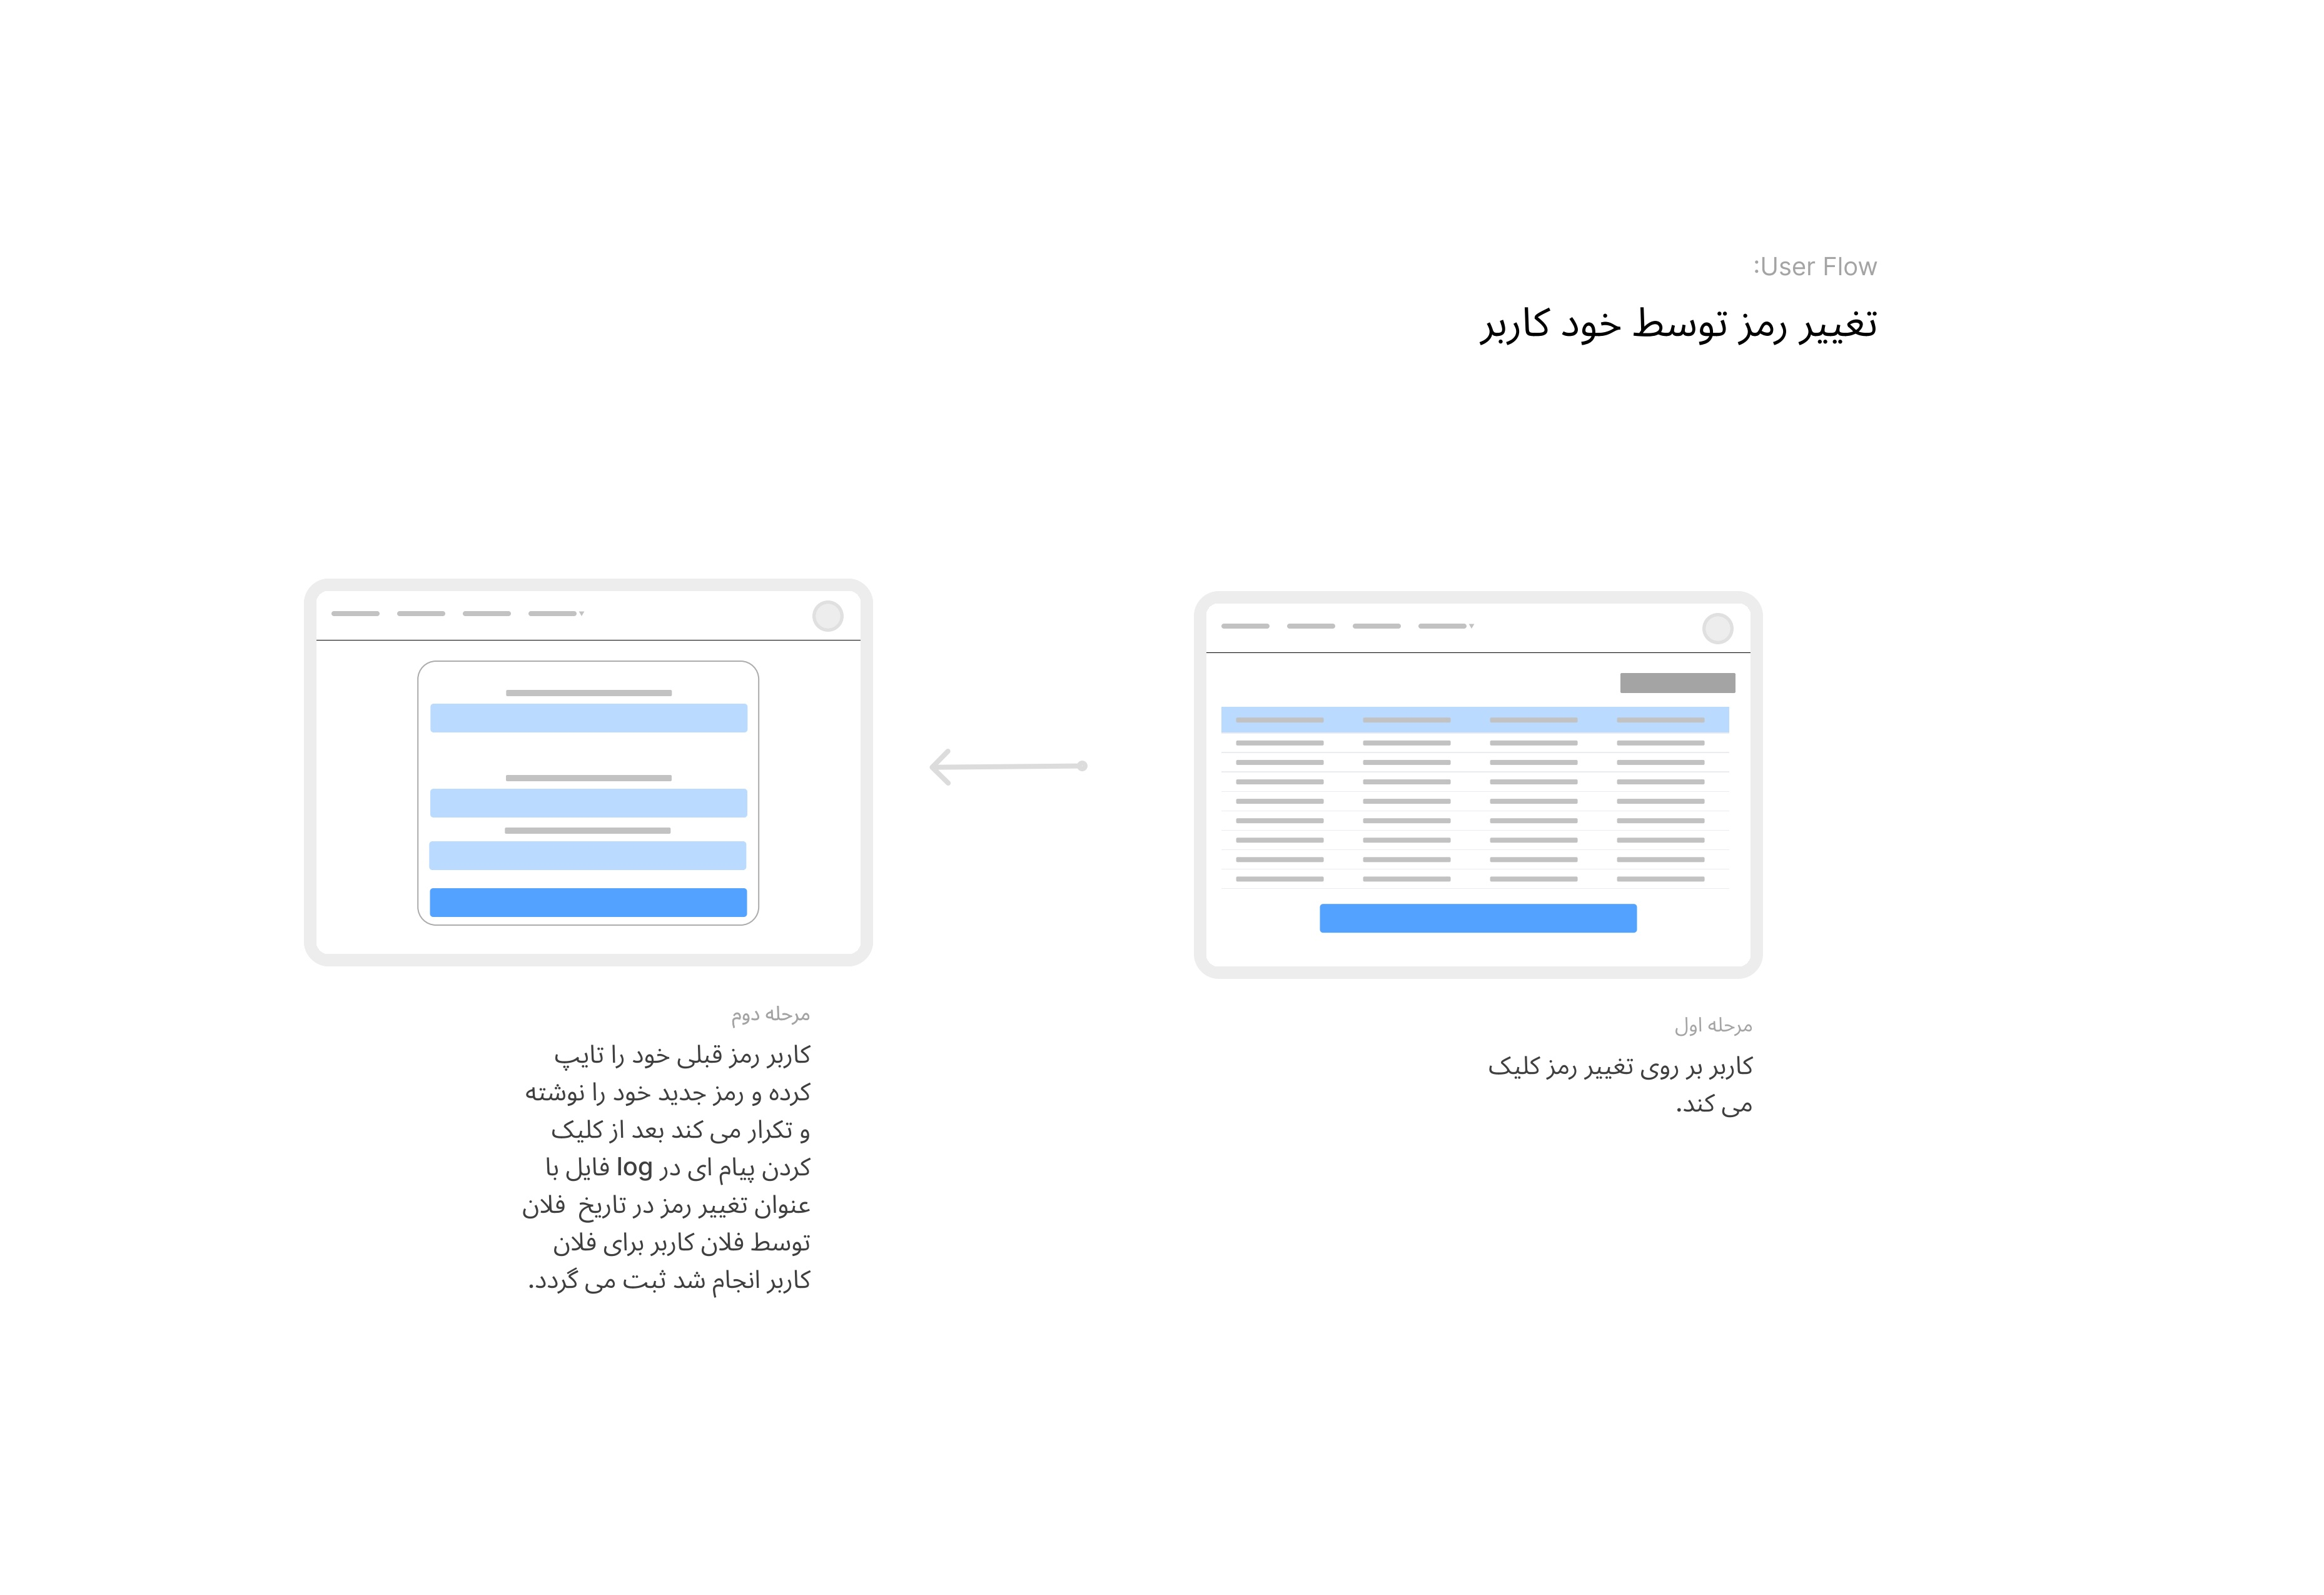 User Flow:
تغییر رمز توسط خود کاربر
مرحله اول
کاربر بر روی تغییر رمز کلیک
می کند.
مرحله دوم
کاربر رمز قبلی خود را تایپ
کرده و رمز جدید خود را نوشته
و تکرار می کند بعد از کلیک
کردن پیام ای در log فایل با
عنوان تغییر رمز در تاریخ  فلان
توسط فلان کاربر برای فلان
کاربر انجام شد ثبت می گردد.